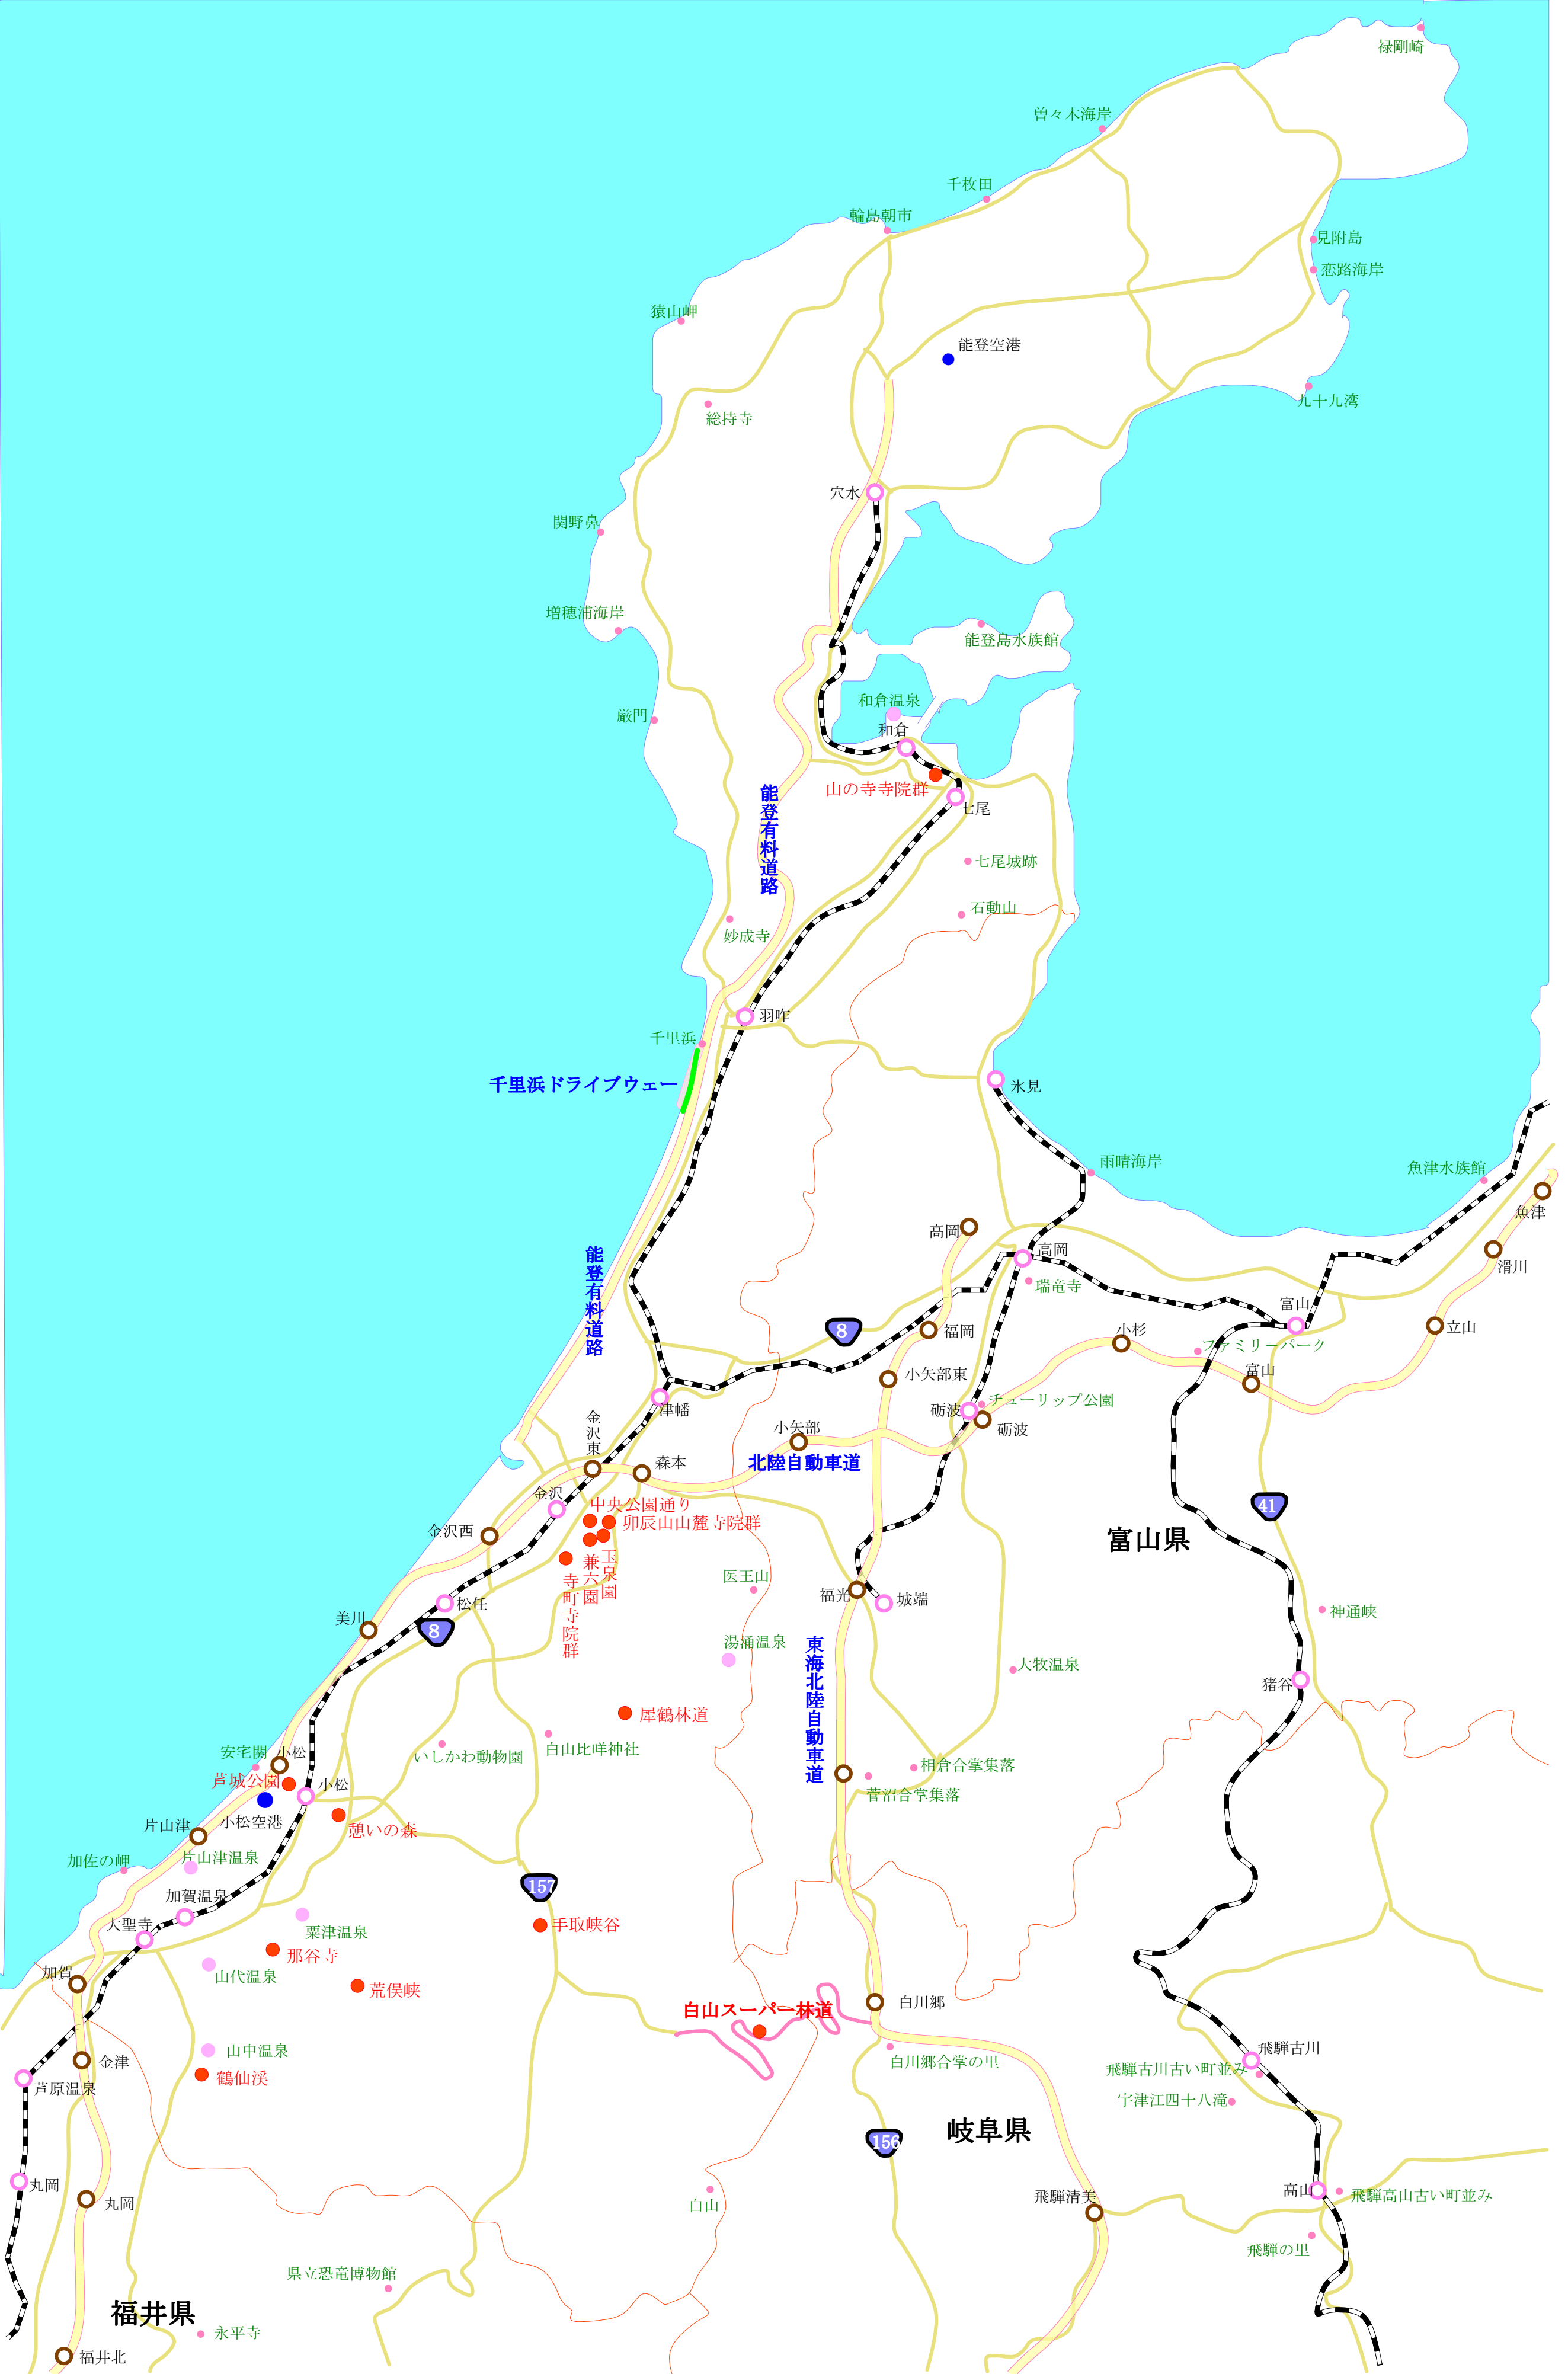 禄剛崎
曽々木海岸
千枚田
輪島朝市
見附島
恋路海岸
猿山岬
能登空港
九十九湾
総持寺
穴水
関野鼻
増穂浦海岸
能登島水族館
和倉温泉
厳門
和倉
山の寺寺院群
七尾
能登有料道路
七尾城跡
石動山
妙成寺
羽咋
千里浜
千里浜ドライブウェー
氷見
雨晴海岸
魚津水族館
魚津
高岡
高岡
滑川
瑞竜寺
能登有料道路
富山
8
福岡
小杉
立山
ファミリーパーク
富山
小矢部東
チューリップ公園
津幡
砺波
砺波
金沢東
小矢部
北陸自動車道
森本
金沢
中央公園通り
41
卯辰山山麓寺院群
金沢西
富山県
玉泉園
兼六園
寺町寺院群
医王山
福光
城端
松任
神通峡
美川
8
湯涌温泉
東海北陸自動車道
大牧温泉
猪谷
犀鶴林道
白山比咩神社
いしかわ動物園
安宅関
小松
相倉合掌集落
芦城公園
小松
菅沼合掌集落
小松空港
片山津
憩いの森
片山津温泉
加佐の岬
157
加賀温泉
大聖寺
手取峡谷
粟津温泉
那谷寺
加賀
山代温泉
荒俣峡
白川郷
白山スーパー林道
山中温泉
飛騨古川
金津
白川郷合掌の里
飛騨古川古い町並み
鶴仙渓
芦原温泉
宇津江四十八滝
岐阜県
156
丸岡
高山
飛騨高山古い町並み
飛騨清美
丸岡
白山
飛騨の里
県立恐竜博物館
福井県
永平寺
福井北